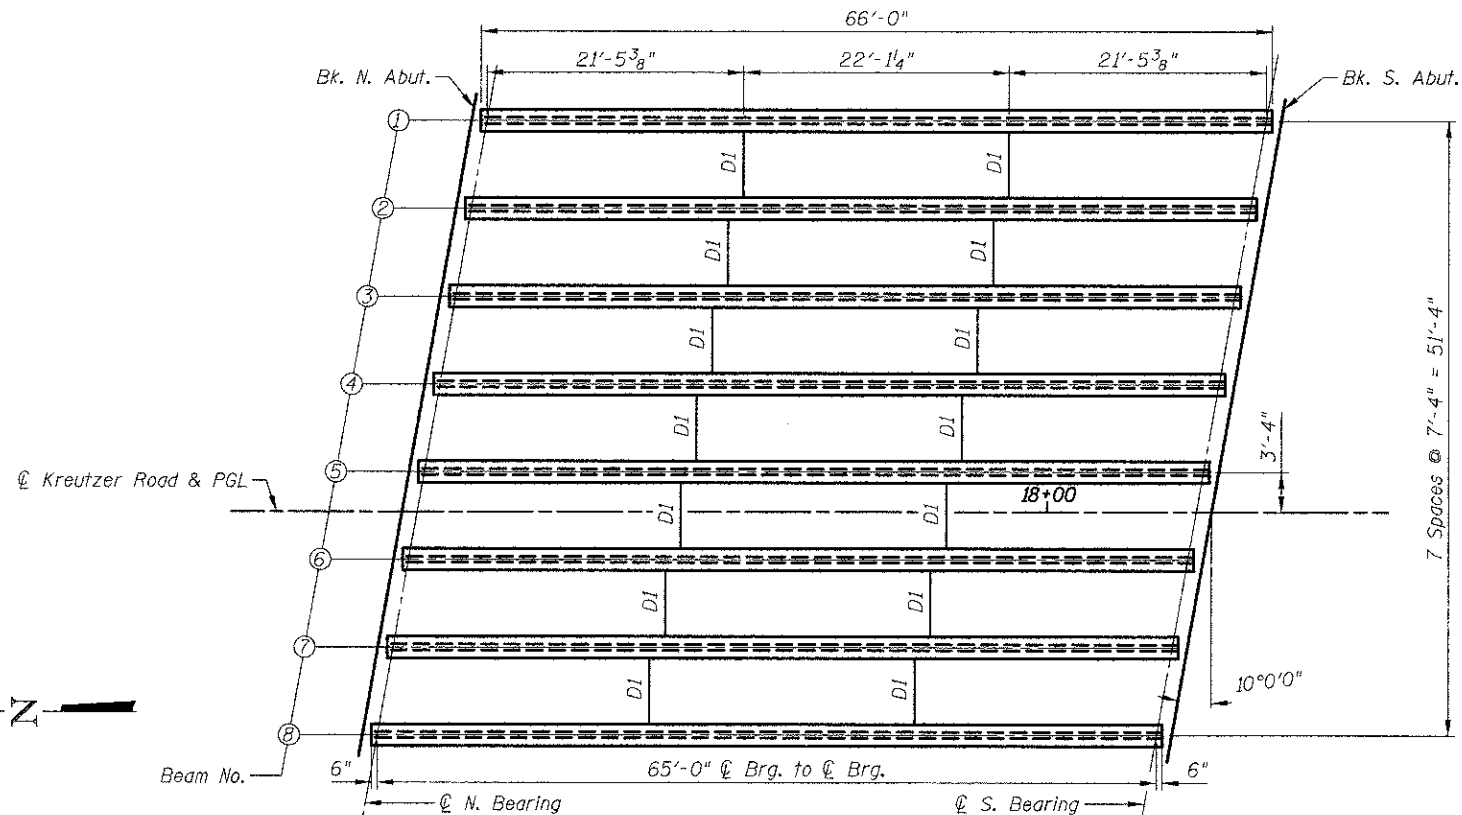 66'-0"
21'-5 3/8" 22'-1 1/4" 21'-5 3/8"
Bk. N. Abut. Bk. S. Abut.
1
D1 D1
2
D1 D1
3
D1 D1
4
D1 D1
5
3'-4"
7 Spaces @ 7'-4" = 51'-4"
℄ Kreutzer Road & PGL
18+00
D1 D1
6
D1 D1
7
D1 D1
10°0'0"
N
8
Beam No.
6" 65'-0" ℄ Brg. to ℄ Brg. 6"
℄ N. Bearing ℄ S. Bearing